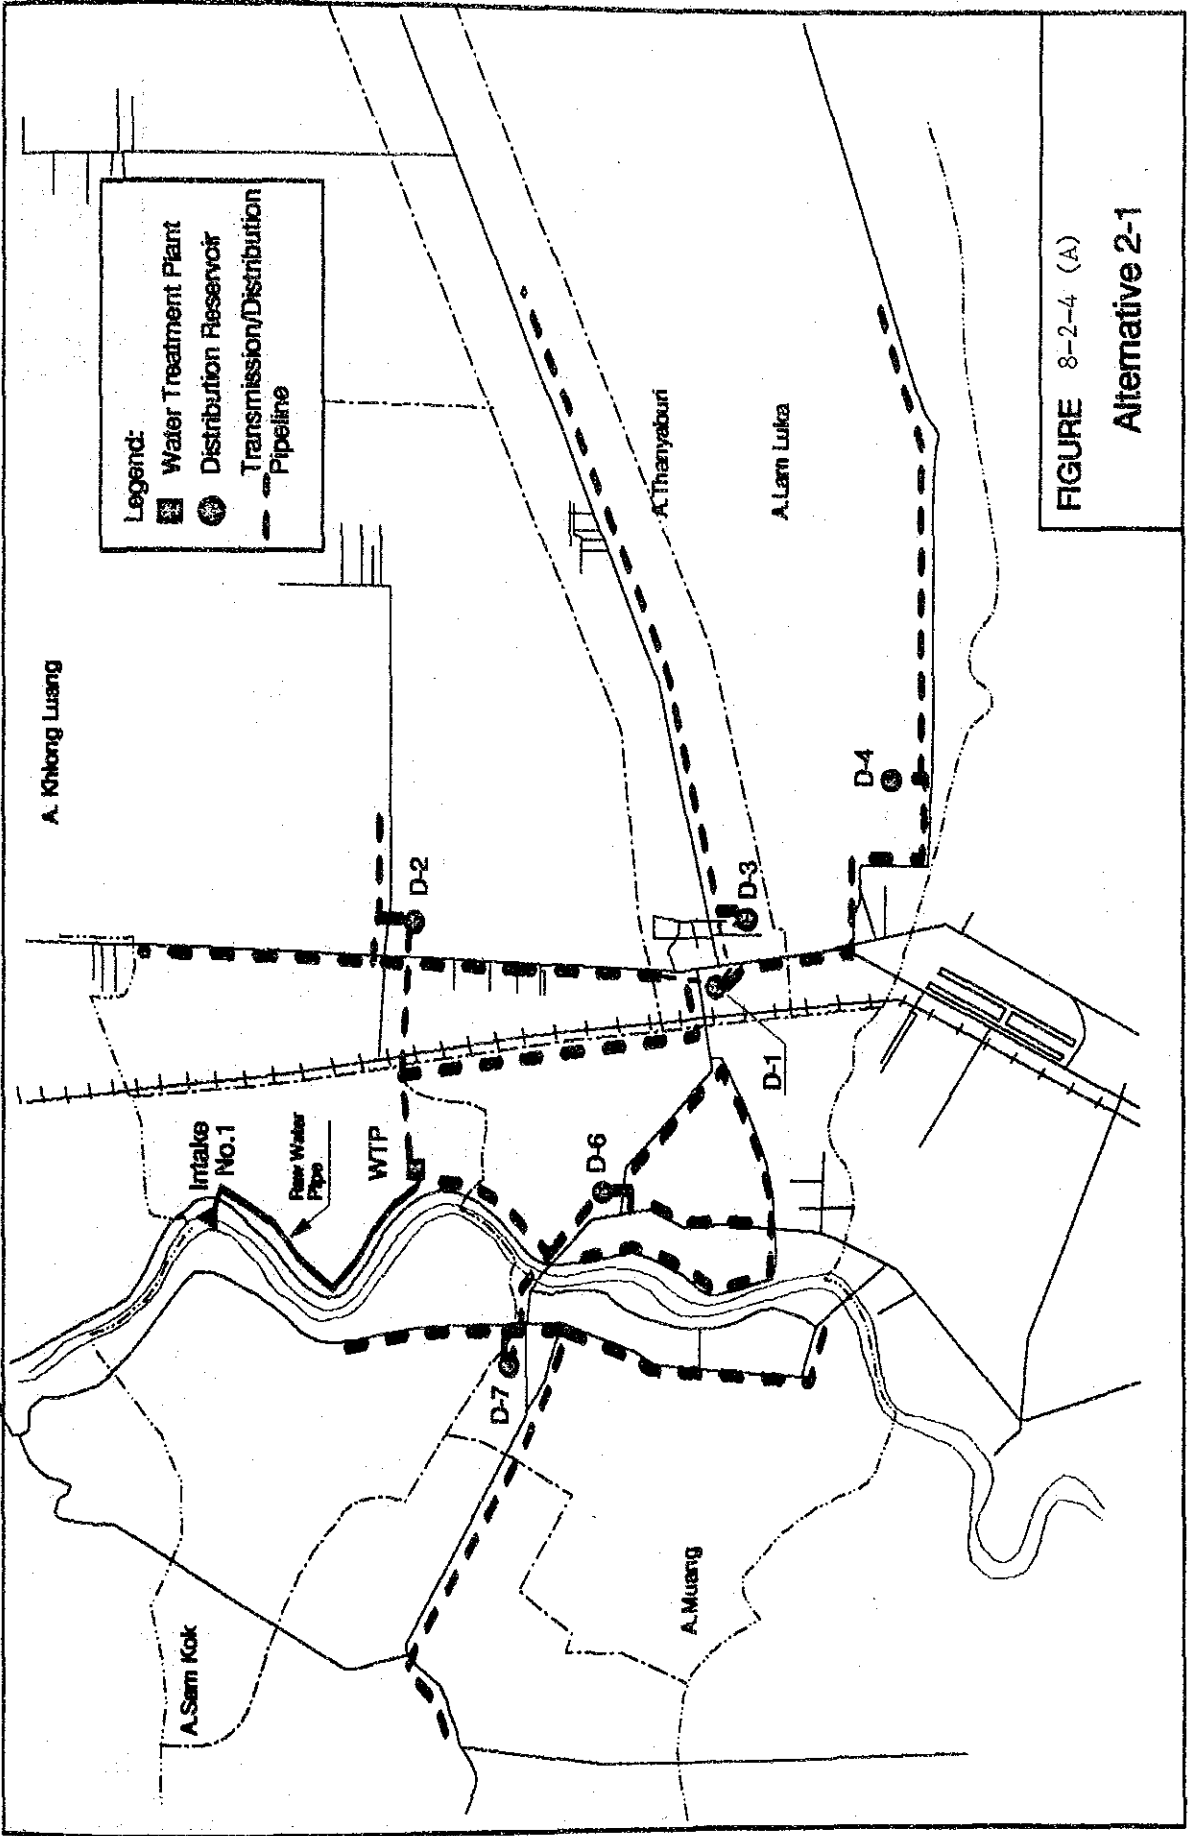 Legend:
Water Treatment Plant
Distribution Reservoir
Transmission/Distribution
Pipeline
A. Khlong Luang
A.Thanyaburi
A.Lam Luka
D-2
D-4
D-3
D-1
Intake
No.1
Raw Water
Pipe
WTP
D-6
D-7
A.Sam Kok
A.Muang
FIGURE 8-2-4 (A)
Alternative 2-1